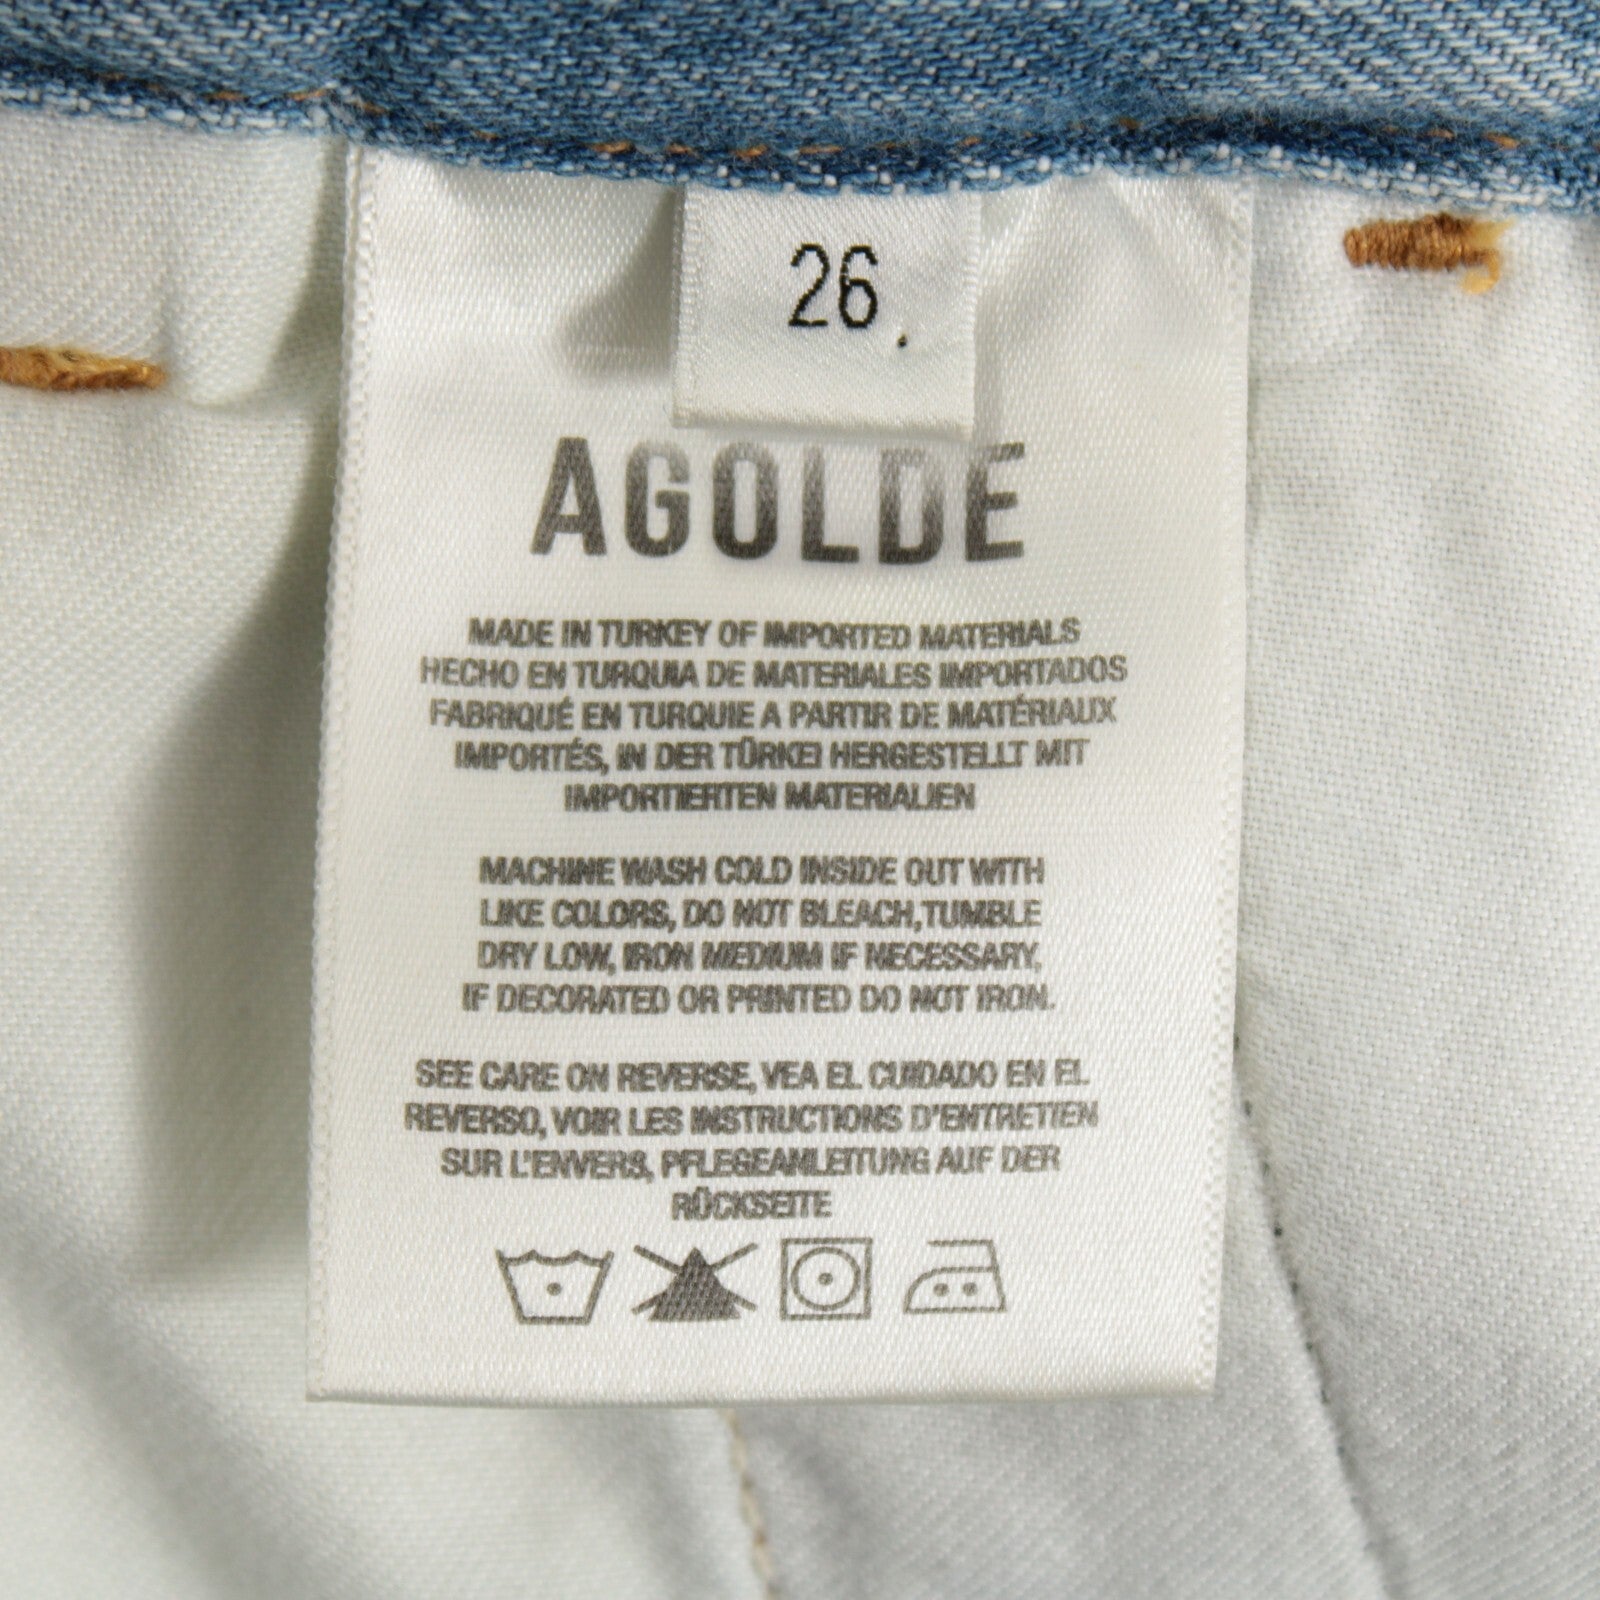 26
AGOLDE
MADE IN TURKEY OF IMPORTED MATERIALS
HECHO EN TURQUIA DE MATERIALES IMPORTADOS
FABRIQUÉ EN TURQUIE A PARTIR DE MATÉRIAUX
IMPORTÉS, IN DER TÜRKEI HERGESTELLT MIT
IMPORTIERTEN MATERIALIEN
MACHINE WASH COLD INSIDE OUT WITH
LIKE COLORS, DO NOT BLEACH,TUMBLE
DRY LOW, IRON MEDIUM IF NECESSARY,
IF DECORATED OR PRINTED DO NOT IRON.
SEE CARE ON REVERSE, VEA EL CUIDADO EN EL
REVERSO, VOIR LES INSTRUCTIONS D'ENTRETIEN
SUR L'ENVERS, PFLEGEANLEITUNG AUF DER
RÜCKSEITE